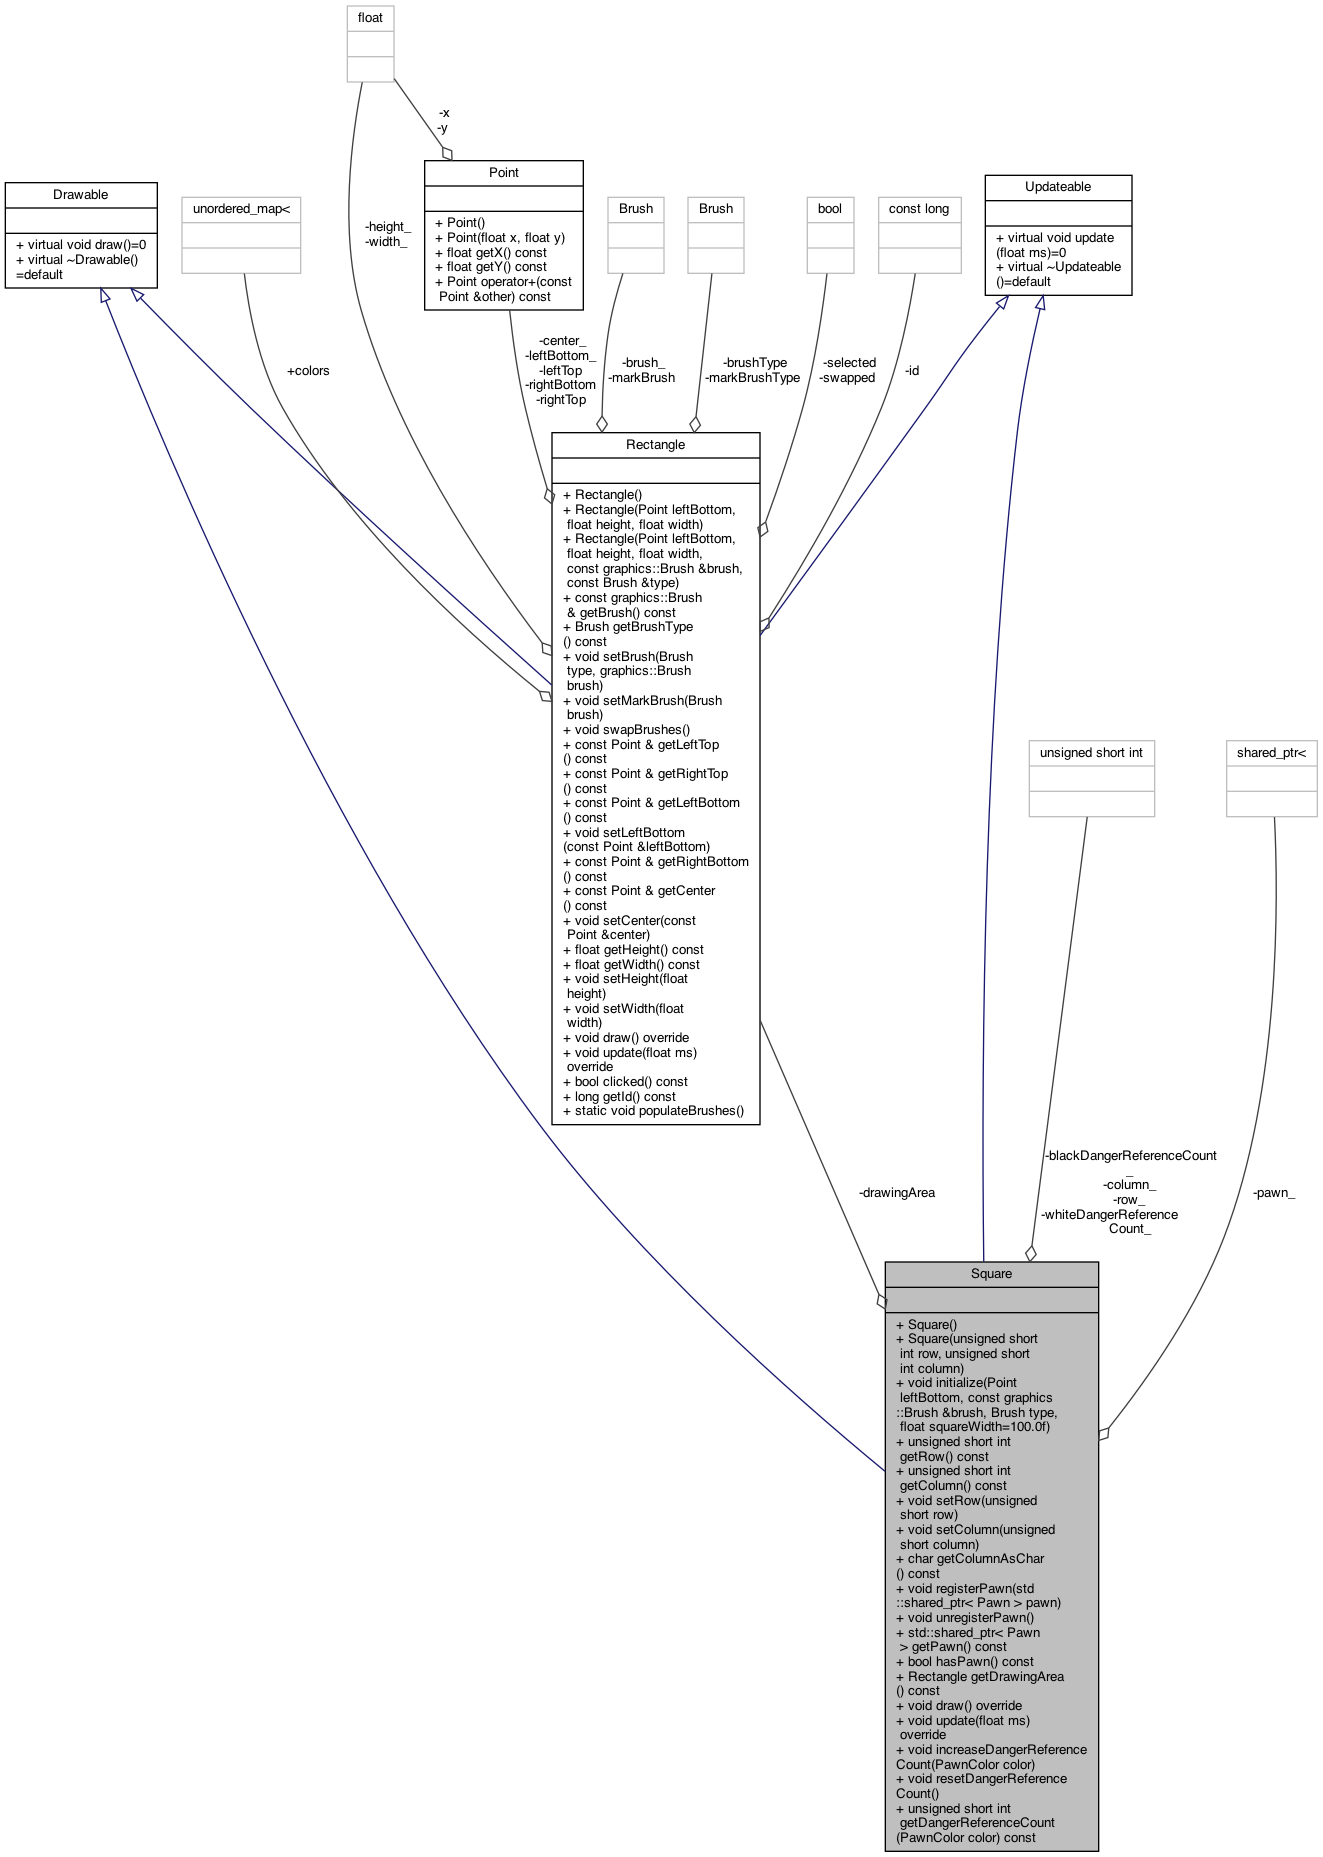 float
-x
-y
Point
+ Point()
+ Point(float x, float y)
+ float getX() const
+ float getY() const
+ Point operator+(const
Point &other) const
Drawable
+ virtual void draw()=0
+ virtual ~Drawable()
=default
unordered_map<
Brush
Brush
bool
const long
Updateable
+ virtual void update
(float ms)=0
+ virtual ~Updateable
()=default
-height_
-width_
+colors
-center_
-leftBottom_
-leftTop
-rightBottom
-rightTop
-brush_
-markBrush
-brushType
-markBrushType
-selected
-swapped
-id
Rectangle
+ Rectangle()
+ Rectangle(Point leftBottom,
float height, float width)
+ Rectangle(Point leftBottom,
float height, float width,
const graphics::Brush &brush,
const Brush &type)
+ const graphics::Brush
& getBrush() const
+ Brush getBrushType
() const
+ void setBrush(Brush
type, graphics::Brush
brush)
+ void setMarkBrush(Brush
brush)
+ void swapBrushes()
+ const Point & getLeftTop
() const
+ const Point & getRightTop
() const
+ const Point & getLeftBottom
() const
+ void setLeftBottom
(const Point &leftBottom)
+ const Point & getRightBottom
() const
+ const Point & getCenter
() const
+ void setCenter(const
Point &center)
+ float getHeight() const
+ float getWidth() const
+ void setHeight(float
height)
+ void setWidth(float
width)
+ void draw() override
+ void update(float ms)
override
+ bool clicked() const
+ long getId() const
+ static void populateBrushes()
unsigned short int
shared_ptr<
-drawingArea
-blackDangerReferenceCount
_
-column_
-row_
-whiteDangerReference
Count_
-pawn_
Square
+ Square()
+ Square(unsigned short
int row, unsigned short
int column)
+ void initialize(Point
leftBottom, const graphics
::Brush &brush, Brush type,
float squareWidth=100.0f)
+ unsigned short int
getRow() const
+ unsigned short int
getColumn() const
+ void setRow(unsigned
short row)
+ void setColumn(unsigned
short column)
+ char getColumnAsChar
() const
+ void registerPawn(std
::shared_ptr< Pawn > pawn)
+ void unregisterPawn()
+ std::shared_ptr< Pawn
> getPawn() const
+ bool hasPawn() const
+ Rectangle getDrawingArea
() const
+ void draw() override
+ void update(float ms)
override
+ void increaseDangerReference
Count(PawnColor color)
+ void resetDangerReference
Count()
+ unsigned short int
getDangerReferenceCount
(PawnColor color) const